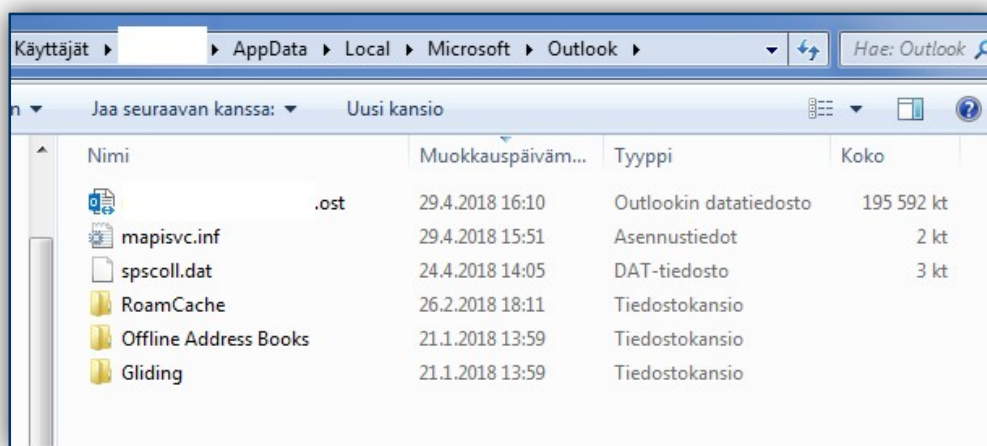 Käyttäjät ▸ ▸ AppData ▸ Local ▸ Microsoft ▸ Outlook ▸ Hae: Outlook
n Jaa seuraavan kanssa: Uusi kansio
Nimi Muokkauspäiväm... Tyyppi Koko
.ost 29.4.2018 16:10 Outlookin datatiedosto 195 592 kt
mapisvc.inf 29.4.2018 15:51 Asennustiedot 2 kt
spscoll.dat 24.4.2018 14:05 DAT-tiedosto 3 kt
RoamCache 26.2.2018 18:11 Tiedostokansio
Offline Address Books 21.1.2018 13:59 Tiedostokansio
Gliding 21.1.2018 13:59 Tiedostokansio